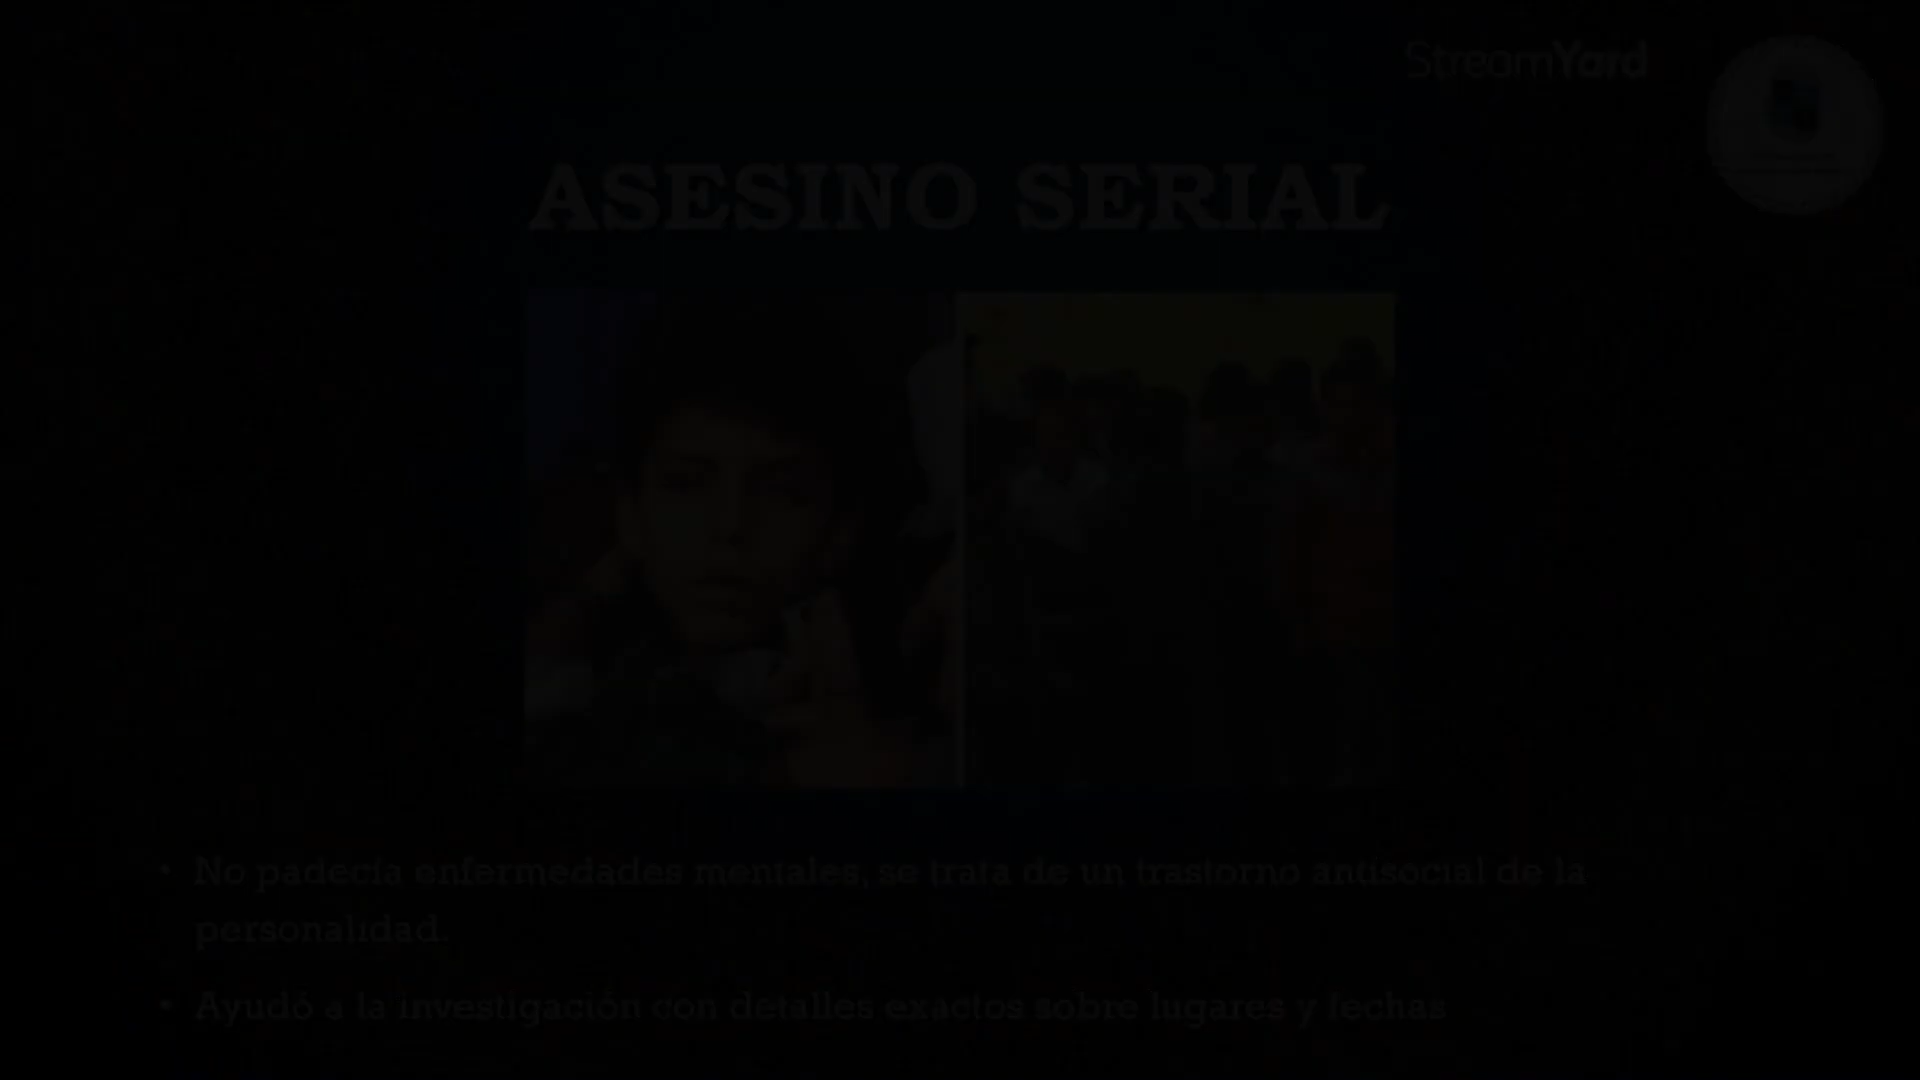 StreamYard
ASESINO SERIAL
• No padecía enfermedades mentales, se trata de un trastorno antisocial de la
personalidad.
• Ayudó a la investigación con detalles exactos sobre lugares y fechas